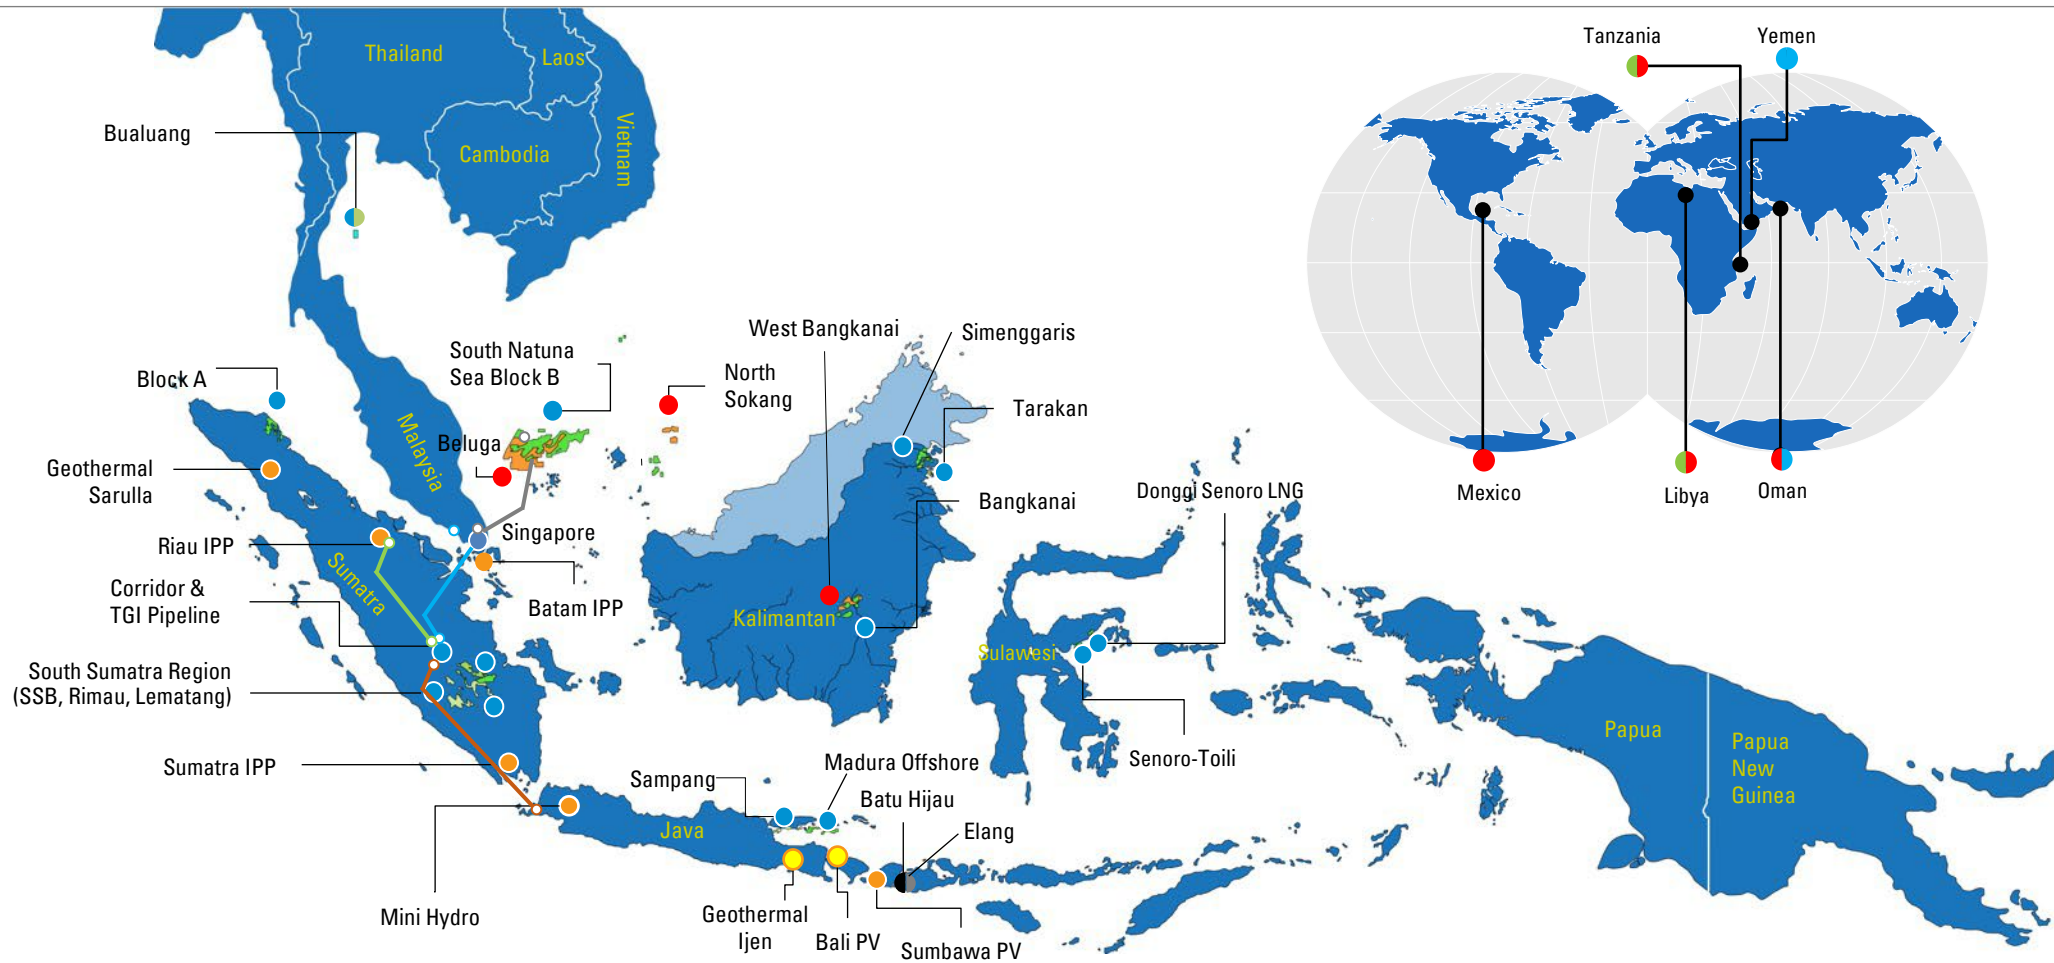 Thailand
Laos
Vietnam
Cambodia
Bualuang
Tanzania
Yemen
Mexico
Libya
Oman
Block A
South Natuna
Sea Block B
North
Sokang
West Bangkanai
Simenggaris
Tarakan
Malaysia
Beluga
Geothermal
Sarulla
Bangkanai
Donggi Senoro LNG
Singapore
Riau IPP
Sumatra
Corridor &
TGI Pipeline
Batam IPP
Kalimantan
Sulawesi
South Sumatra Region
(SSB, Rimau, Lematang)
Papua
Papua
New
Guinea
Senoro-Toili
Sumatra IPP
Sampang
Madura Offshore
Batu Hijau
Elang
Java
Mini Hydro
Geothermal
Ijen
Bali PV
Sumbawa PV